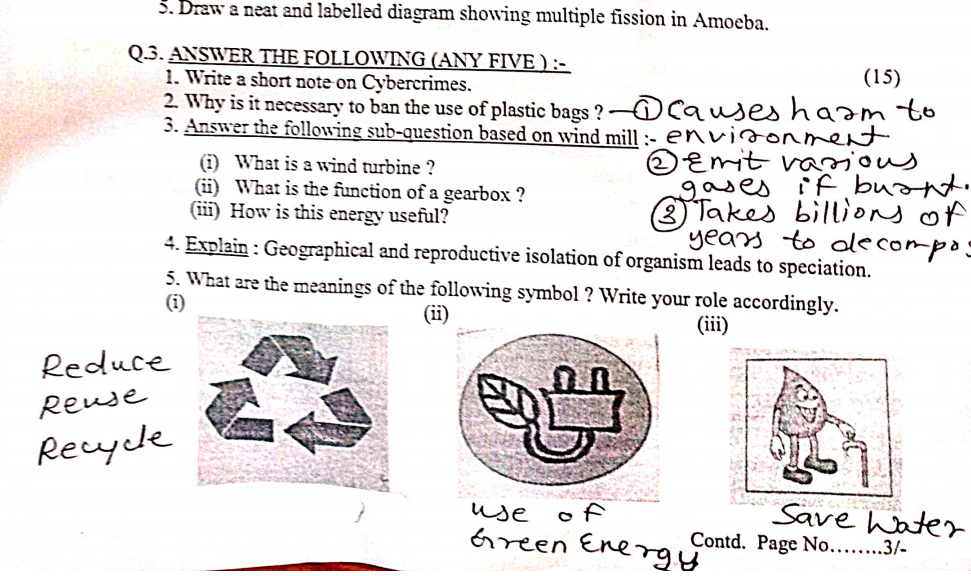 5. Draw a neat and labelled diagram showing multiple fission in Amoeba.
Q.3. ANSWER THE FOLLOWING (ANY FIVE ) :-
(15)
1. Write a short note on Cybercrimes.
2. Why is it necessary to ban the use of plastic bags ? — ① Causes harm to
3. Answer the following sub-question based on wind mill :- environment
② Emit various
(i) What is a wind turbine ?
gases if burnt.
(ii) What is the function of a gearbox ?
③ Takes billions of
(iii) How is this energy useful?
years to decompos
4. Explain : Geographical and reproductive isolation of organism leads to speciation.
5. What are the meanings of the following symbol ? Write your role accordingly.
(i) (ii) (iii)
Reduce
Reuse
Recycle
use of
Green Energy
Save Water
Contd. Page No........3/-